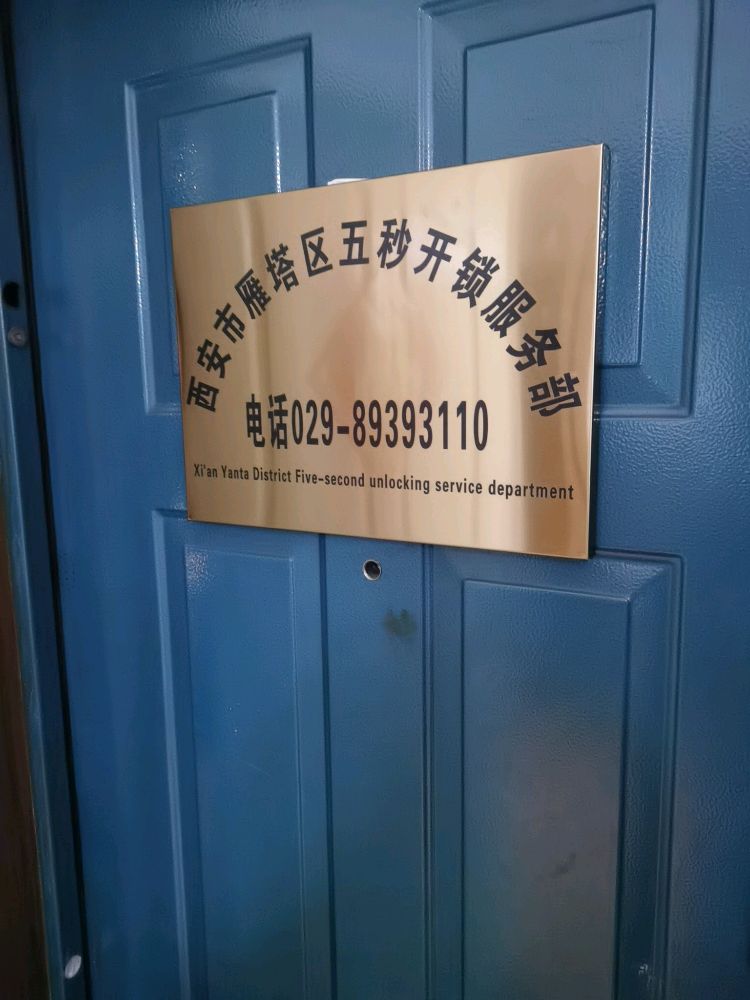 西安市雁塔区五秒开锁服务部
电话029-89393110
Xi'an Yanta District Five-second unlocking service department